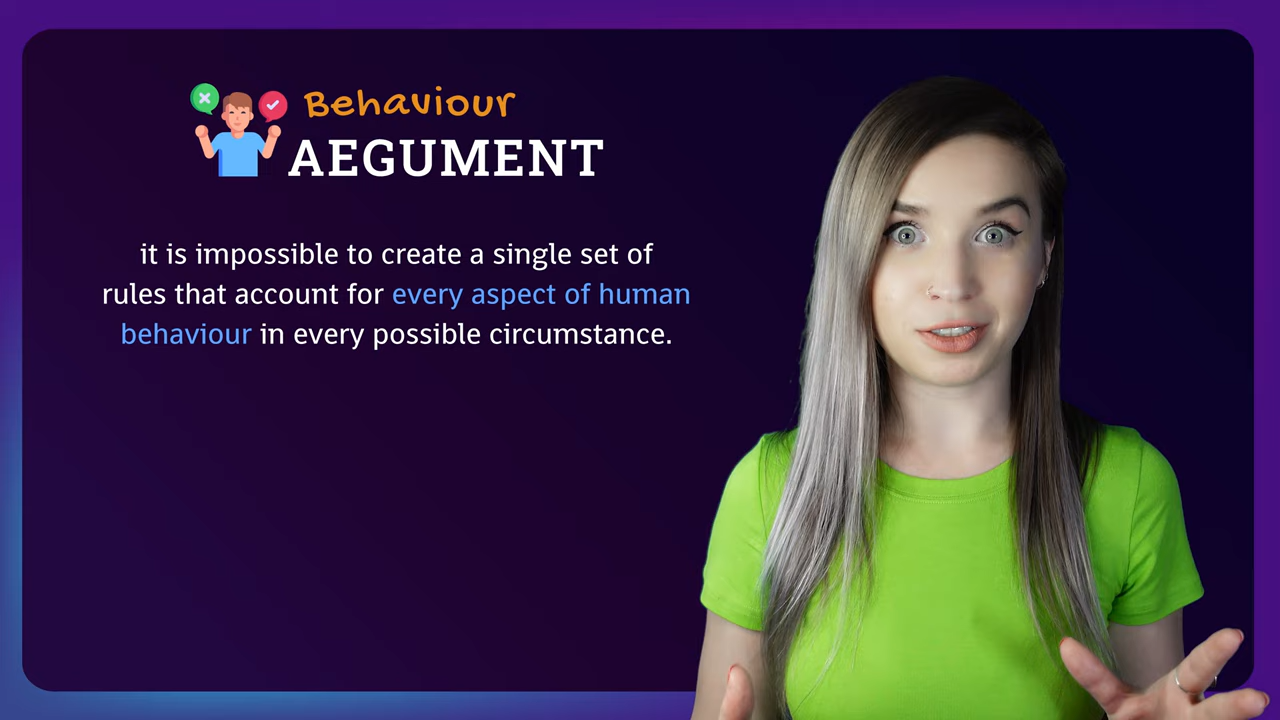 Behaviour
AEGUMENT
it is impossible to create a single set of
rules that account for every aspect of human
behaviour in every possible circumstance.